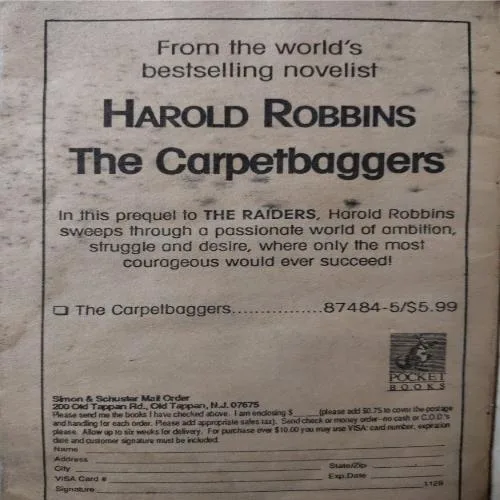 From the world's
bestselling novelist
HAROLD ROBBINS
The Carpetbaggers
In this prequel to THE RAIDERS, Harold Robbins
sweeps through a passionate world of ambition,
struggle and desire, where only the most
courageous would ever succeed!
The Carpetbaggers...............87484-5/$5.99
POCKET
BOOKS
Simon & Schuster Mail Order
200 Old Tappan Rd., Old Tappan, N.J. 07675
Please send me the books I have checked above. I am enclosing $______(please add $0.75 to cover the postage
and handling for each order. Please add appropriate sales tax). Send check or money order--no cash or C.O.D.'s
please. Allow up to six weeks for delivery. For purchase over $10.00 you may use VISA: card number, expiration
date and customer signature must be included.
Name
Address
City State/Zip
VISA Card # Exp.Date
Signature 1129